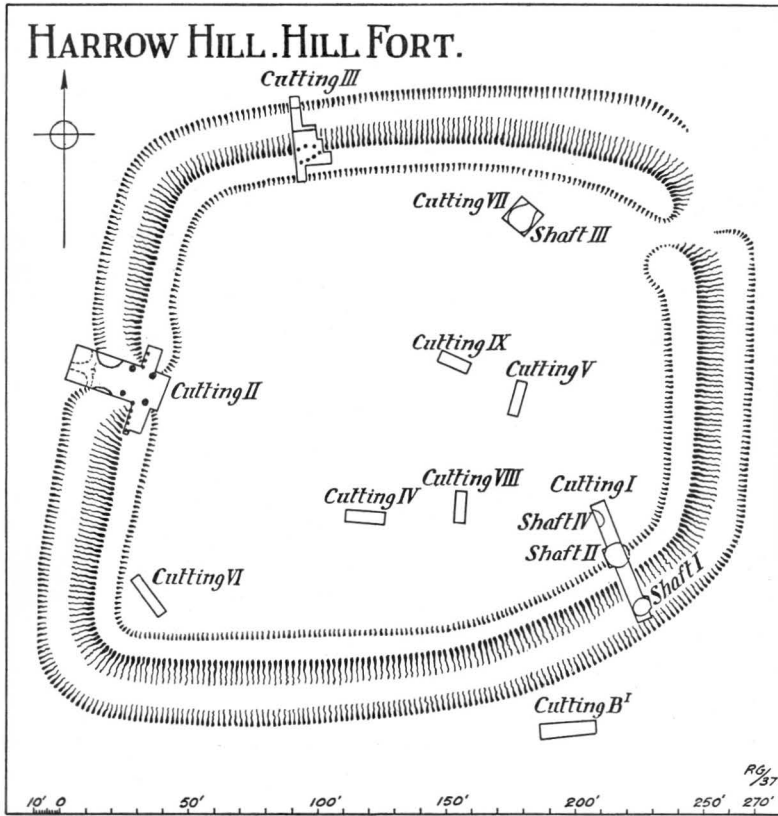 HARROW HILL. HILL FORT.
Cutting III
Cutting VII
Shaft III
Cutting IX
Cutting V
Cutting II
Cutting IV
Cutting VIII
Cutting I
Shaft IV
Shaft II
Shaft I
Cutting VI
Cutting B¹
RG/37
10' 0 50' 100' 150' 200' 250' 270'